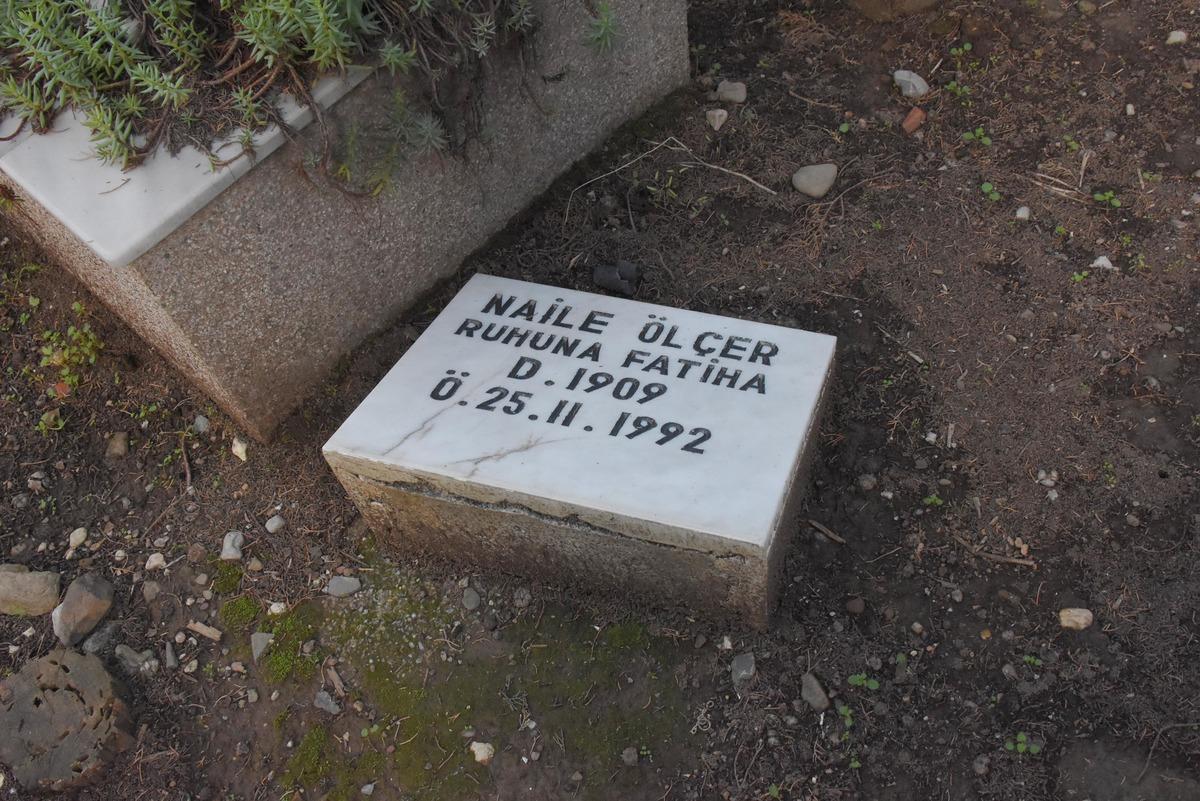 NAİLE ÖLÇER
RUHUNA FATİHA
D. 1909
Ö. 25. 11. 1992